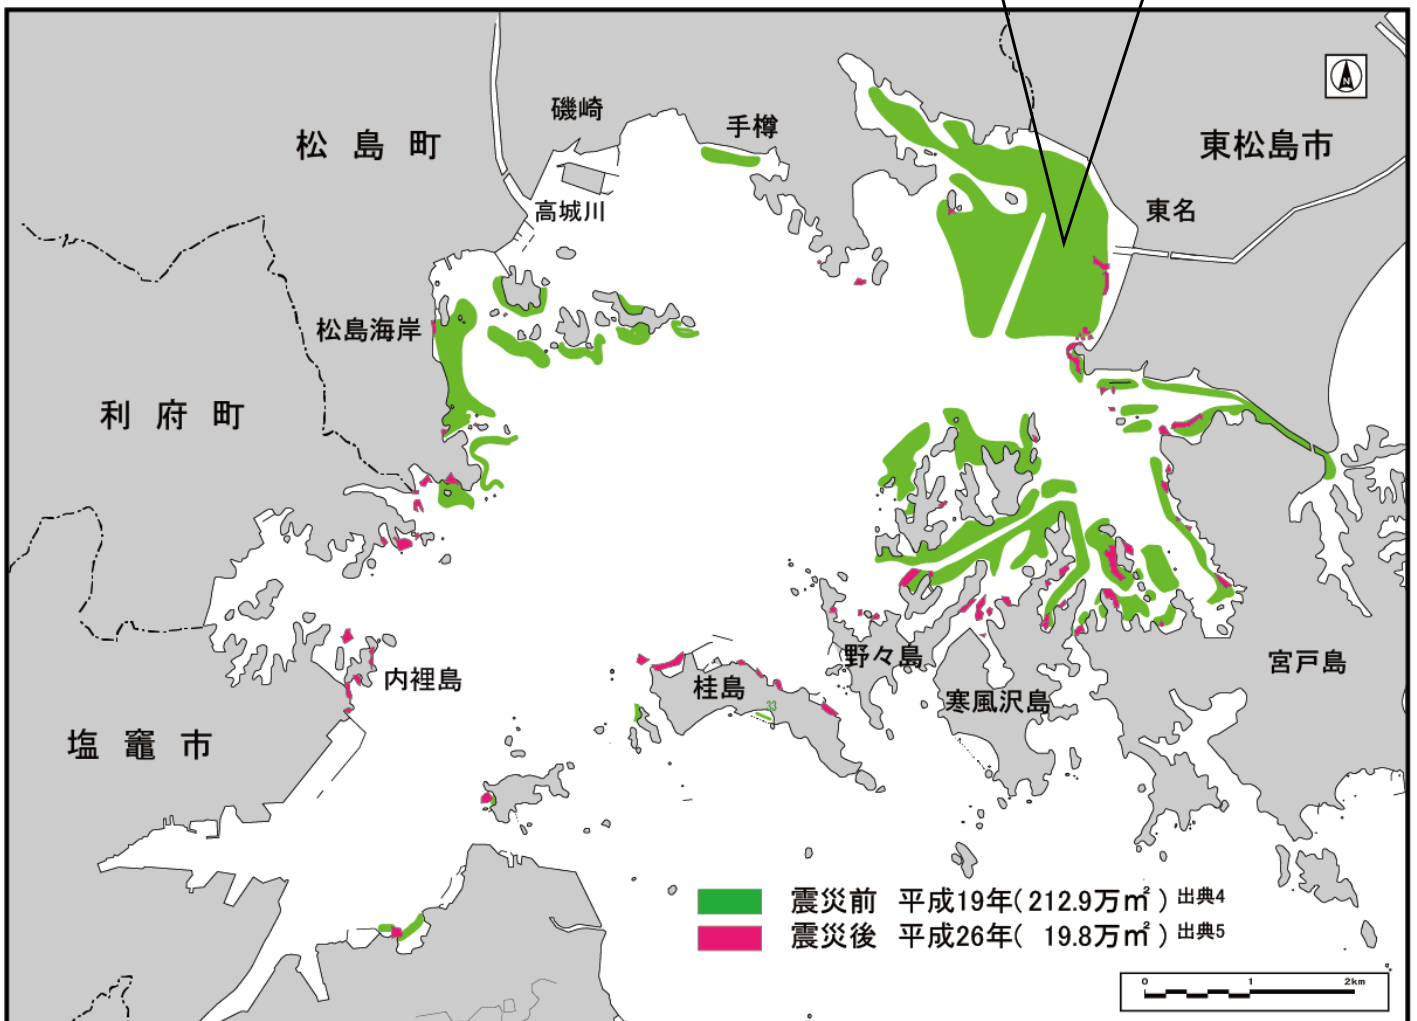 磯崎
手樽
松島町
東松島市
N
高城川
東名
松島海岸
利府町
野々島
宮戸島
内裡島
桂島
寒風沢島
33
塩竈市
震災前 平成19年(212.9万㎡) 出典4
震災後 平成26年( 19.8万㎡) 出典5
0 1 2km